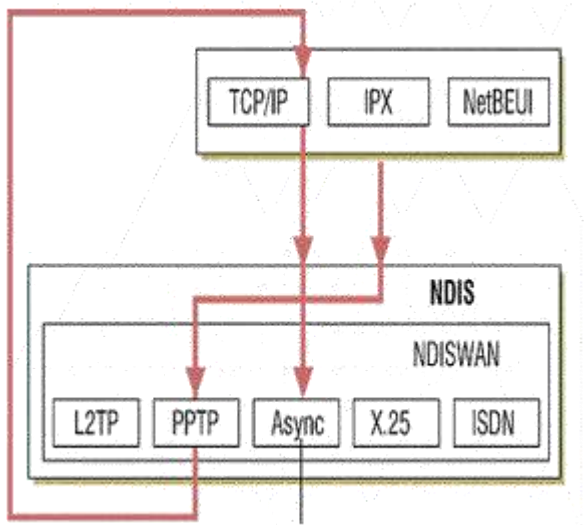 TCP/IP IPX NetBEUI
NDIS
NDISWAN
L2TP PPTP Async X.25 ISDN